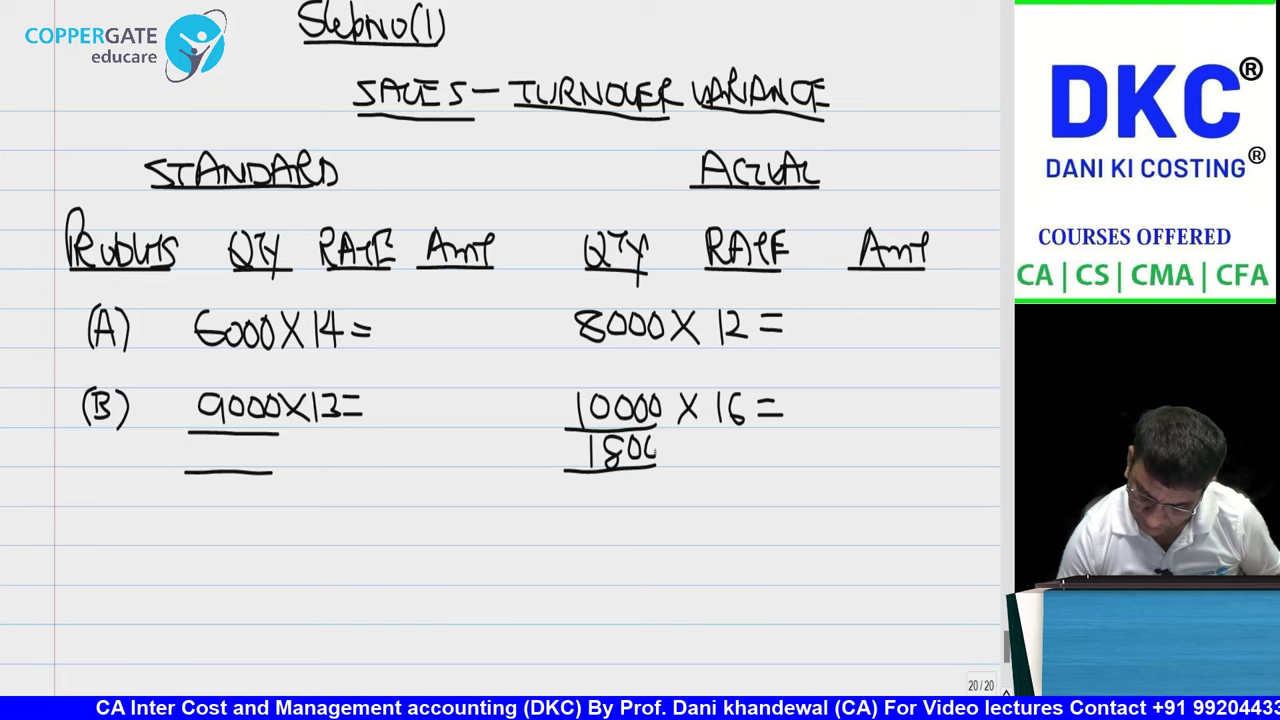 COPPERGATE
educare
StepNo(1)
SALES - TURNOVER VARIANCE
STANDARD ACTUAL
Products QTY RATE Amt QTY RATE Amt
(A) 6000 X 14 = 8000 X 12 =
(B) 9000 X 13 = 10000 X 16 =
1800
DKC®
DANI KI COSTING®
COURSES OFFERED
CA | CS | CMA | CFA
20 / 20
CA Inter Cost and Management accounting (DKC) By Prof. Dani khandewal (CA) For Video lectures Contact +91 99204433